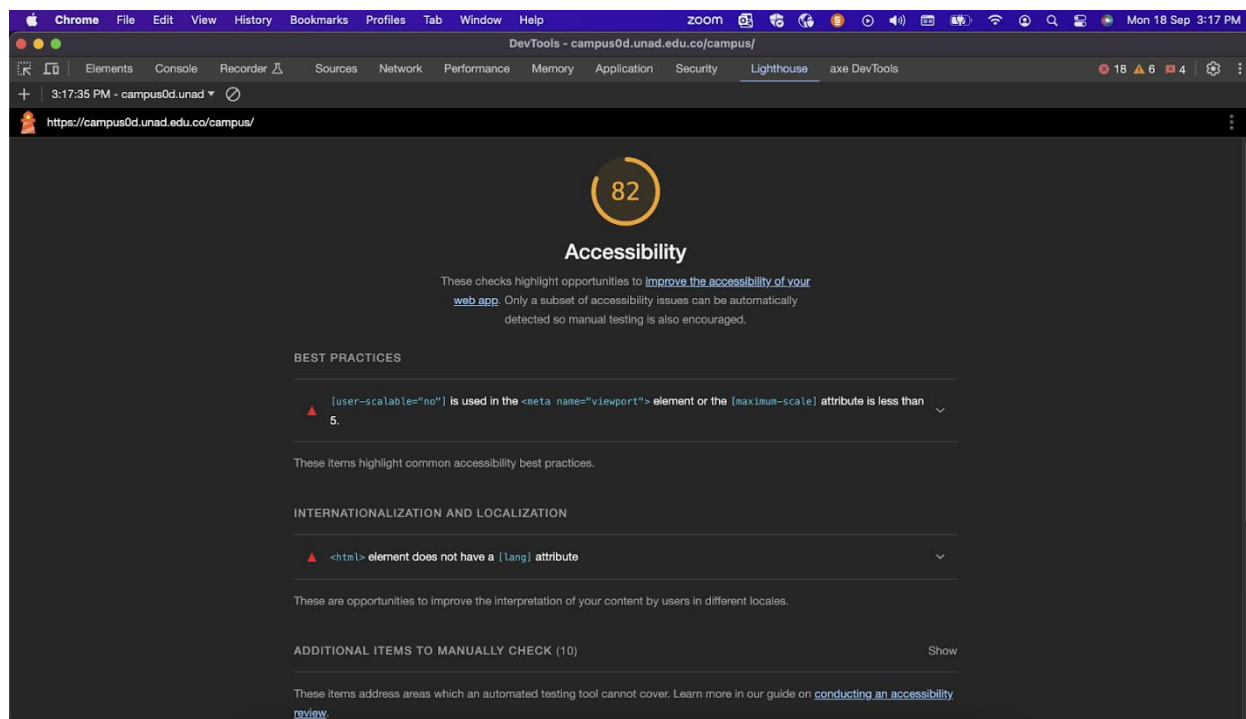 Chrome File Edit View History Bookmarks Profiles Tab Window Help zoom Mon 18 Sep 3:17 PM
DevTools - campus0d.unad.edu.co/campus/
Elements Console Recorder Sources Network Performance Memory Application Security Lighthouse axe DevTools 18 6 4
3:17:35 PM - campus0d.unad
https://campus0d.unad.edu.co/campus/
82
Accessibility
These checks highlight opportunities to improve the accessibility of your
web app. Only a subset of accessibility issues can be automatically
detected so manual testing is also encouraged.
BEST PRACTICES
[user-scalable="no"] is used in the <meta name="viewport"> element or the [maximum-scale] attribute is less than
5.
These items highlight common accessibility best practices.
INTERNATIONALIZATION AND LOCALIZATION
<html> element does not have a [lang] attribute
These are opportunities to improve the interpretation of your content by users in different locales.
ADDITIONAL ITEMS TO MANUALLY CHECK (10) Show
These items address areas which an automated testing tool cannot cover. Learn more in our guide on conducting an accessibility
review.